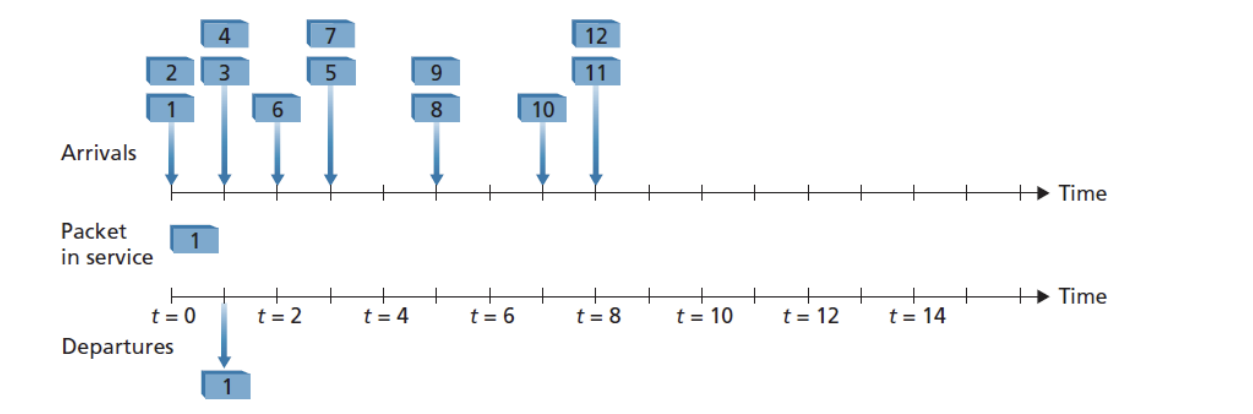 4 7 12
2 3 5 9 11
1 6 8 10
Arrivals
Time
Packet
in service
1
Time
t = 0 t = 2 t = 4 t = 6 t = 8 t = 10 t = 12 t = 14
Departures
1